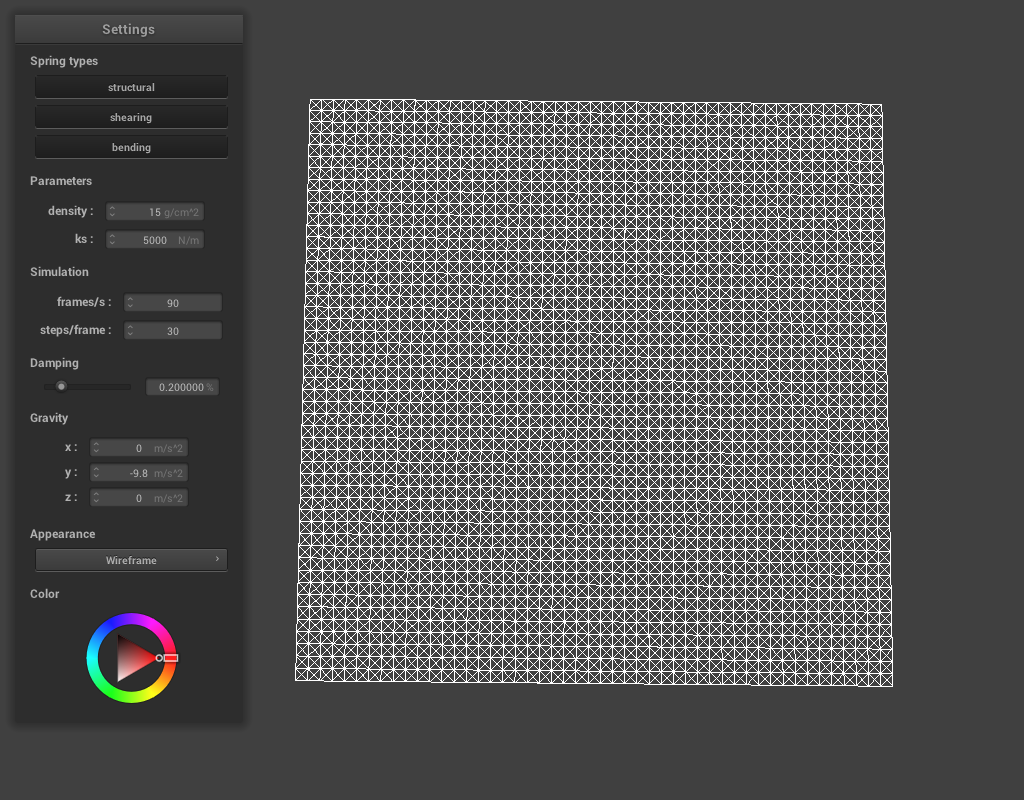 Settings
Spring types
structural
shearing
bending
Parameters
density : 15 g/cm^2
ks : 5000 N/m
Simulation
frames/s : 90
steps/frame : 30
Damping
0.200000 %
Gravity
x : 0 m/s^2
y : -9.8 m/s^2
z : 0 m/s^2
Appearance
Wireframe ›
Color